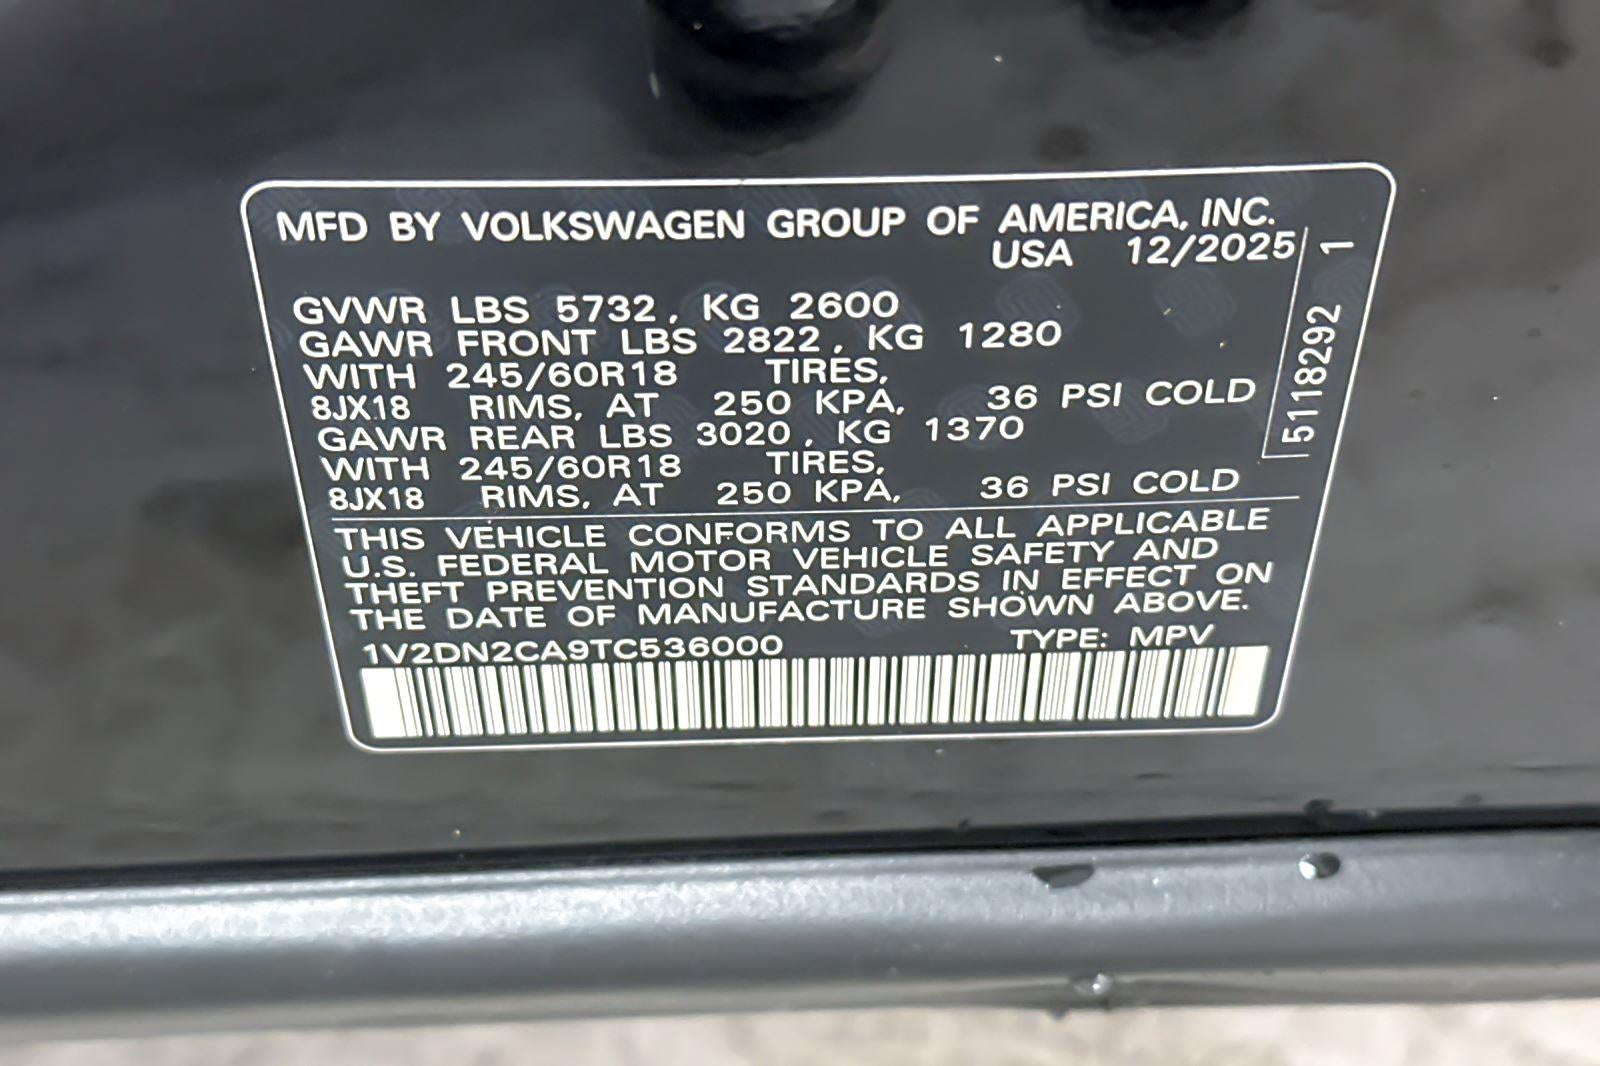 MFD BY VOLKSWAGEN GROUP OF AMERICA, INC.
USA 12/2025
GVWR LBS 5732, KG 2600
GAWR FRONT LBS 2822, KG 1280
WITH 245/60R18 TIRES,
8JX18 RIMS, AT 250 KPA, 36 PSI COLD
GAWR REAR LBS 3020, KG 1370
WITH 245/60R18 TIRES,
8JX18 RIMS, AT 250 KPA, 36 PSI COLD
5118292 1
THIS VEHICLE CONFORMS TO ALL APPLICABLE
U.S. FEDERAL MOTOR VEHICLE SAFETY AND
THEFT PREVENTION STANDARDS IN EFFECT ON
THE DATE OF MANUFACTURE SHOWN ABOVE.
1V2DN2CA9TC536000 TYPE: MPV